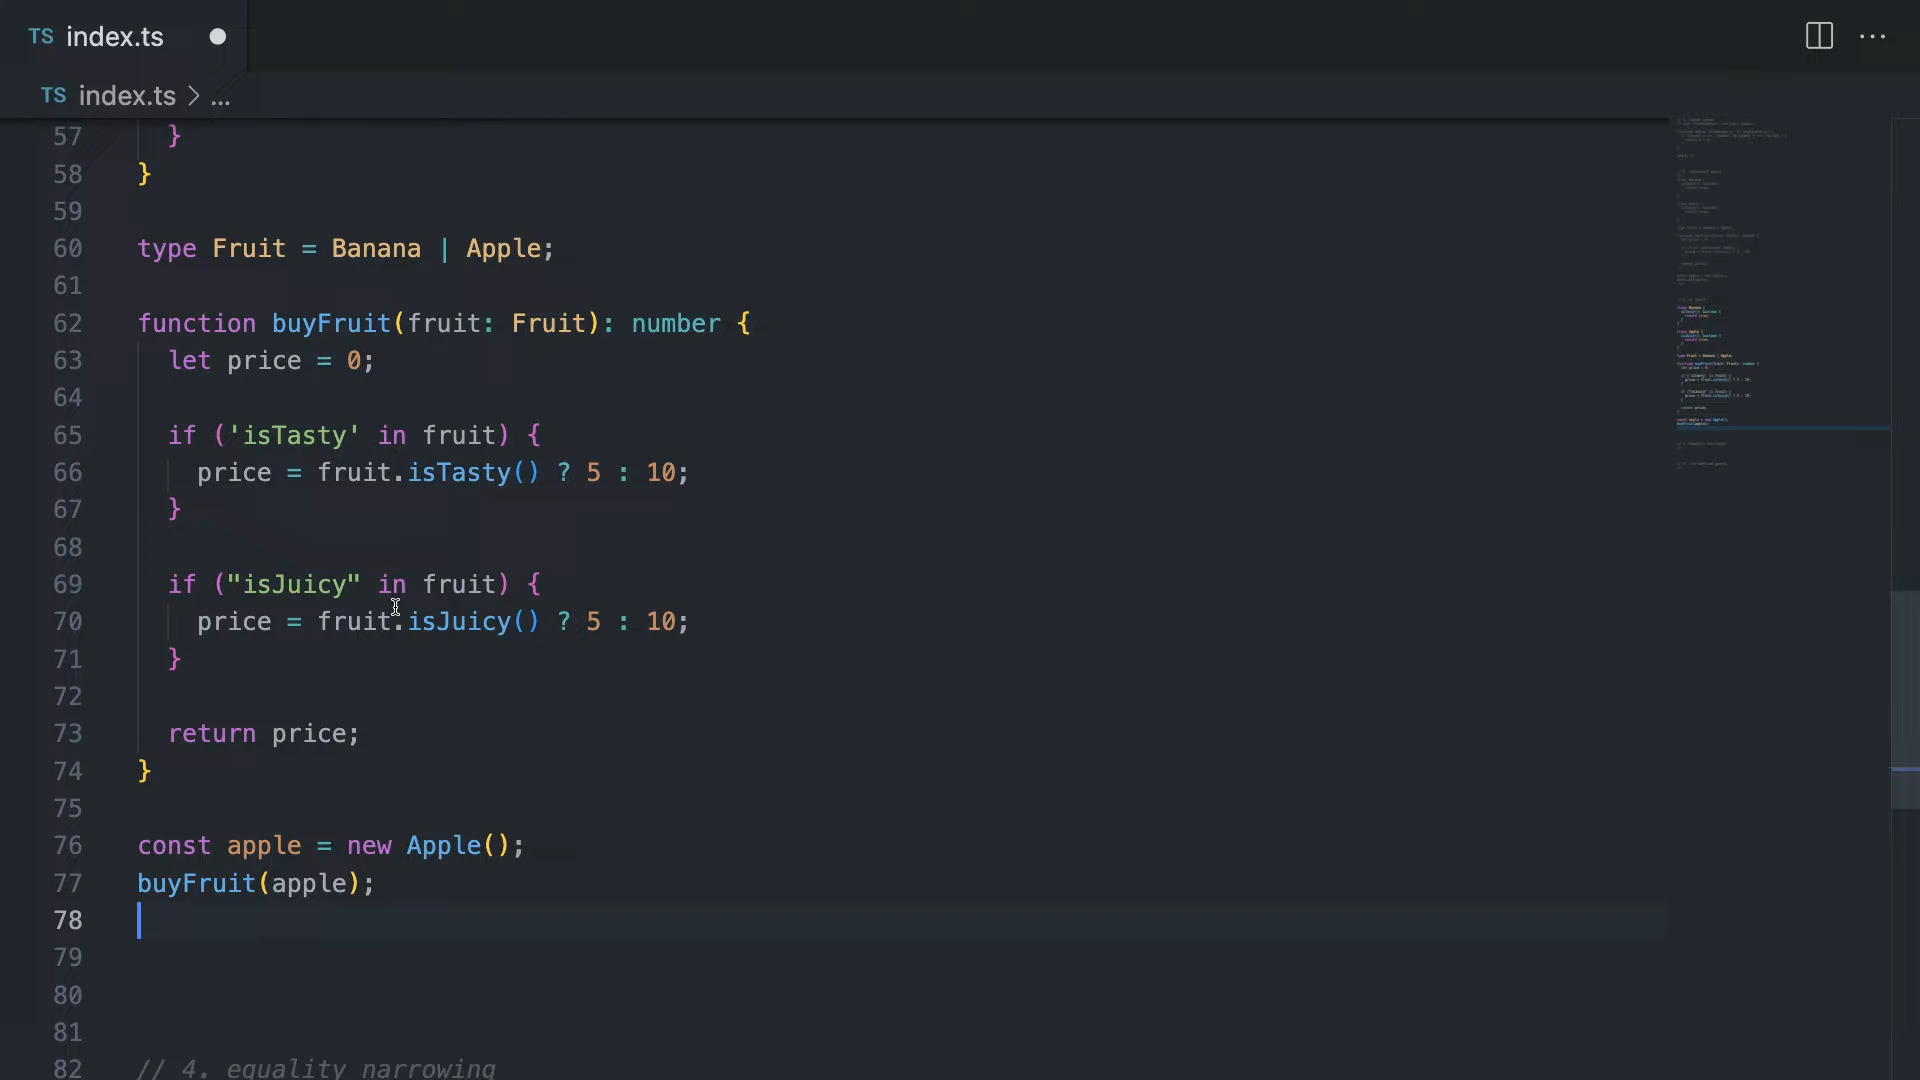 TS index.ts
TS index.ts > ...
57 }
58 }
59
60 type Fruit = Banana | Apple;
61
62 function buyFruit(fruit: Fruit): number {
63 let price = 0;
64
65 if ('isTasty' in fruit) {
66 price = fruit.isTasty() ? 5 : 10;
67 }
68
69 if ("isJuicy" in fruit) {
70 price = fruit.isJuicy() ? 5 : 10;
71 }
72
73 return price;
74 }
75
76 const apple = new Apple();
77 buyFruit(apple);
78
79
80
81
82 // 4. equality narrowing